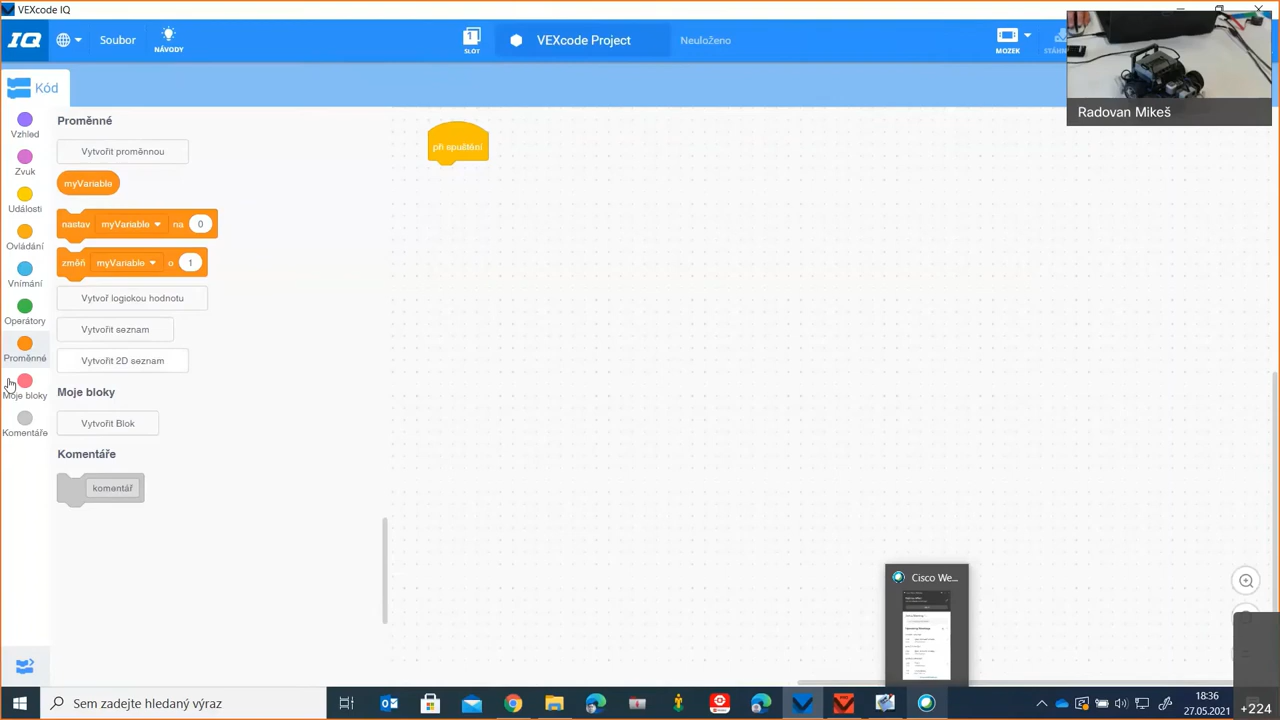 VEXcode IQ
IQ
Soubor
NÁVODY
1
SLOT
VEXcode Project
Neuloženo
MOZEK
STÁHN
Radovan Mikeš
Kód
Vzhled
Zvuk
Události
Ovládání
Vnímání
Operátory
Proměnné
Moje bloky
Komentáře
Proměnné
Vytvořit proměnnou
myVariable
nastav myVariable na 0
změň myVariable o 1
Vytvoř logickou hodnotu
Vytvořit seznam
Vytvořit 2D seznam
Moje bloky
Vytvořit Blok
Komentáře
komentář
při spuštění
Cisco We...
Sem zadejte hledaný výraz
18:36
27.05.2021
+224